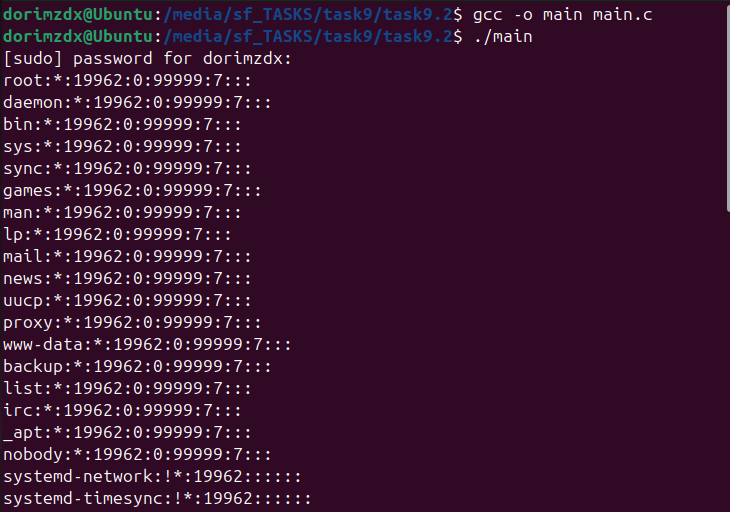 dorimzdx@Ubuntu:/media/sf_TASKS/task9/task9.2$ gcc -o main main.c
dorimzdx@Ubuntu:/media/sf_TASKS/task9/task9.2$ ./main
[sudo] password for dorimzdx:
root:*:19962:0:99999:7:::
daemon:*:19962:0:99999:7:::
bin:*:19962:0:99999:7:::
sys:*:19962:0:99999:7:::
sync:*:19962:0:99999:7:::
games:*:19962:0:99999:7:::
man:*:19962:0:99999:7:::
lp:*:19962:0:99999:7:::
mail:*:19962:0:99999:7:::
news:*:19962:0:99999:7:::
uucp:*:19962:0:99999:7:::
proxy:*:19962:0:99999:7:::
www-data:*:19962:0:99999:7:::
backup:*:19962:0:99999:7:::
list:*:19962:0:99999:7:::
irc:*:19962:0:99999:7:::
_apt:*:19962:0:99999:7:::
nobody:*:19962:0:99999:7:::
systemd-network:!*:19962::::::
systemd-timesync:!*:19962::::::